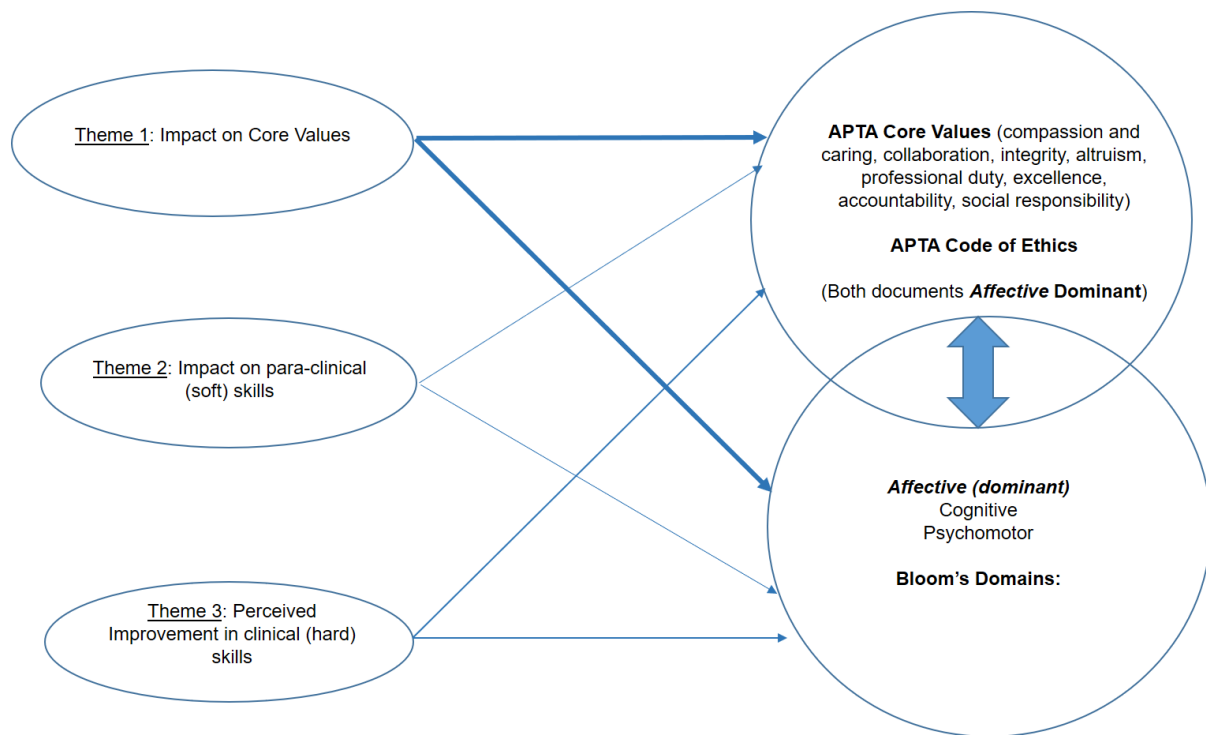 Theme 1: Impact on Core Values
Theme 2: Impact on para-clinical
(soft) skills
Theme 3: Perceived
Improvement in clinical (hard)
skills
APTA Core Values (compassion and
caring, collaboration, integrity, altruism,
professional duty, excellence,
accountability, social responsibility)
APTA Code of Ethics
(Both documents Affective Dominant)
Affective (dominant)
Cognitive
Psychomotor
Bloom's Domains: